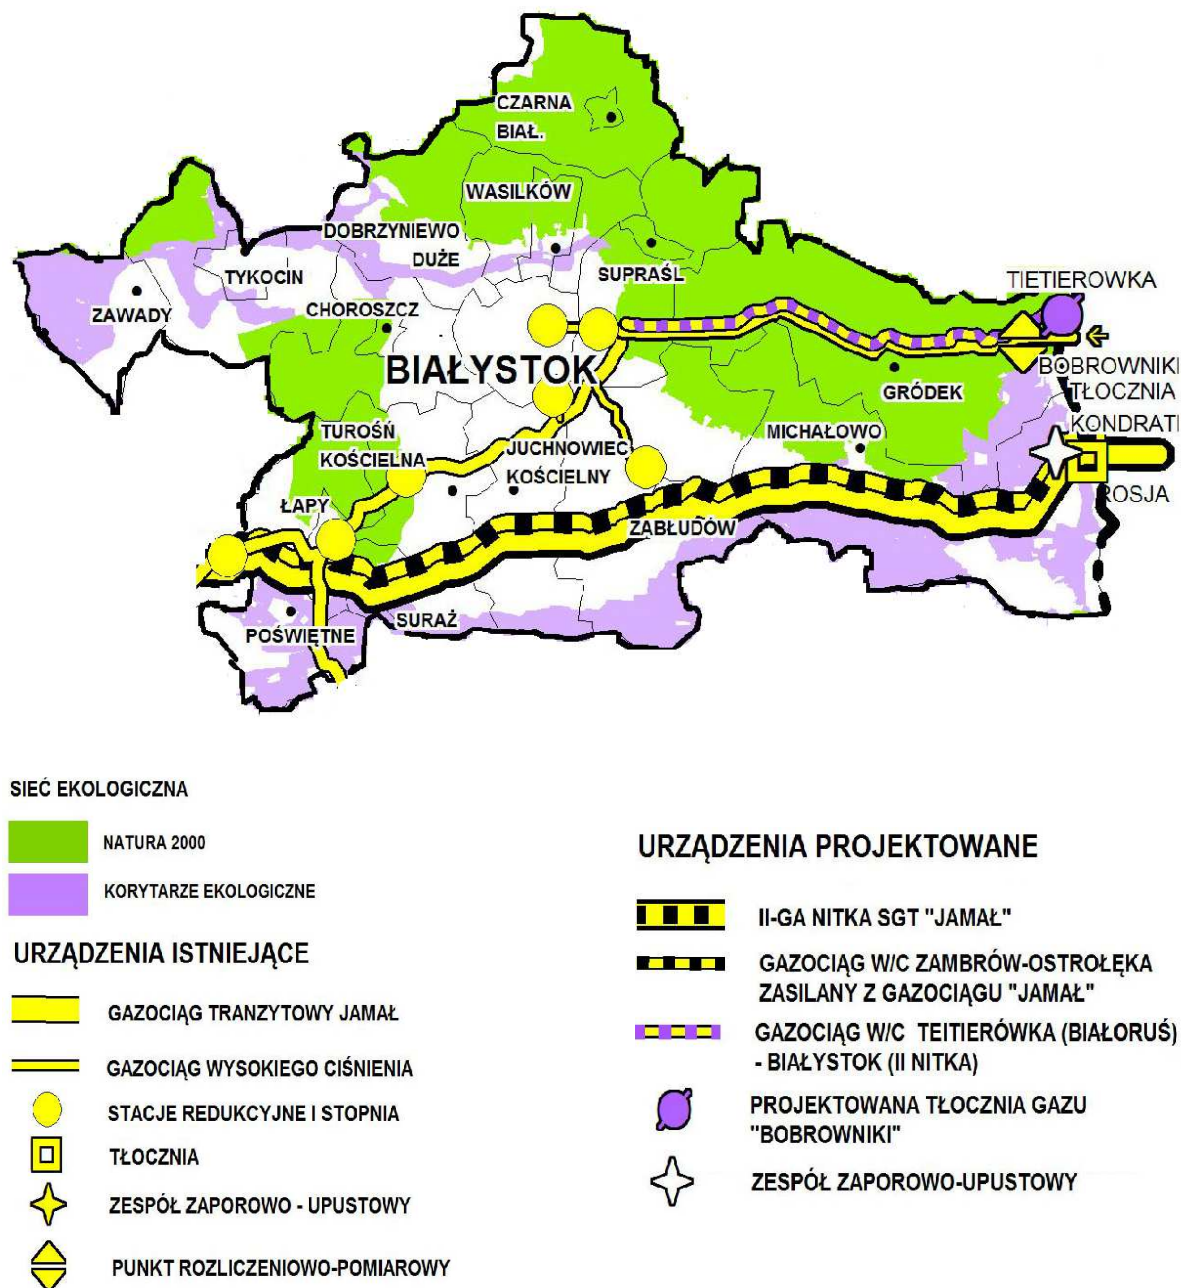 CZARNA
BIAŁ.
WASILKÓW
DOBRZYNIEWO
DUŻE
SUPRAŚL
TYKOCIN
ZAWADY
CHOROSZCZ
TIETIEROWKA
BIAŁYSTOK
BOBROWNIKI
TŁOCZNIA
GRÓDEK
KONDRATI
MICHAŁOWO
TUROŚŃ
KOŚCIELNA
JUCHNOWIEC
KOŚCIELNY
ROSJA
ŁAPY
ZABŁUDÓW
SURAŻ
POŚWIĘTNE
SIEĆ EKOLOGICZNA
NATURA 2000
KORYTARZE EKOLOGICZNE
URZĄDZENIA ISTNIEJĄCE
GAZOCIĄG TRANZYTOWY JAMAŁ
GAZOCIĄG WYSOKIEGO CIŚNIENIA
STACJE REDUKCYJNE I STOPNIA
TŁOCZNIA
ZESPÓŁ ZAPOROWO - UPUSTOWY
PUNKT ROZLICZENIOWO-POMIAROWY
URZĄDZENIA PROJEKTOWANE
II-GA NITKA SGT "JAMAŁ"
GAZOCIĄG W/C ZAMBRÓW-OSTROŁĘKA
ZASILANY Z GAZOCIĄGU "JAMAŁ"
GAZOCIĄG W/C TEITIERÓWKA (BIAŁORUŚ)
- BIAŁYSTOK (II NITKA)
PROJEKTOWANA TŁOCZNIA GAZU
"BOBROWNIKI"
ZESPÓŁ ZAPOROWO-UPUSTOWY